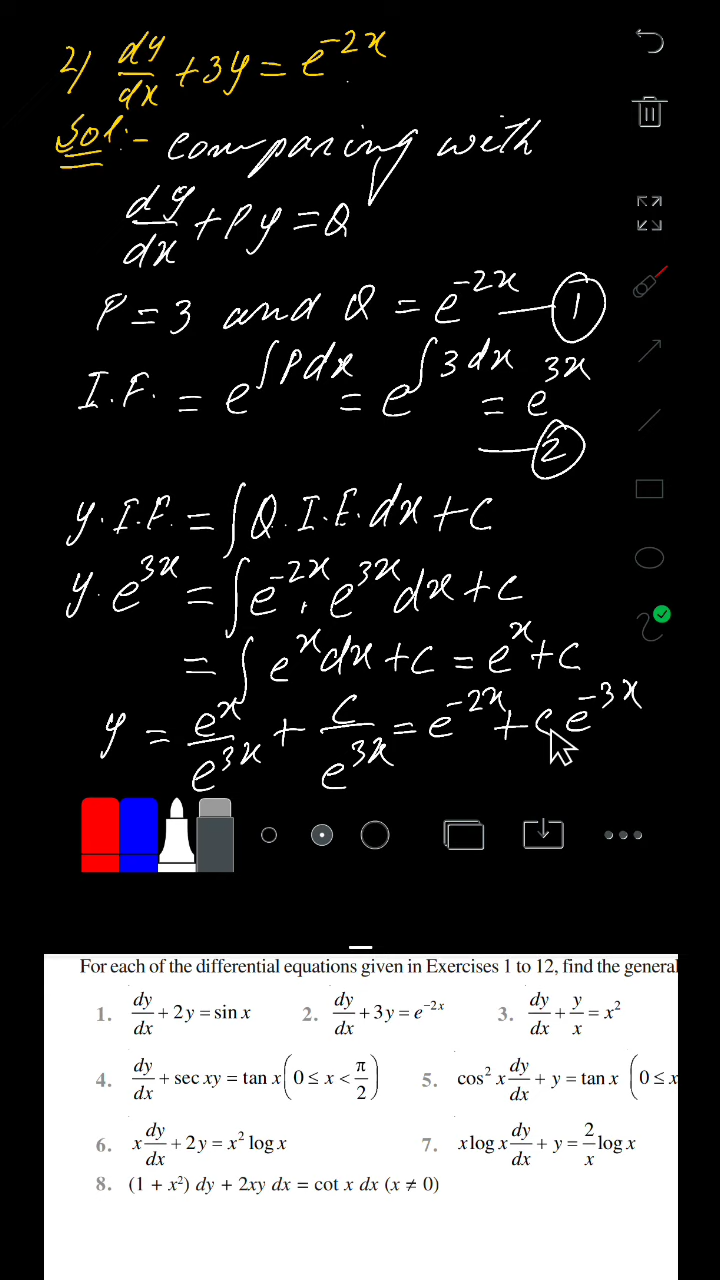 2) dy/dx + 3y = e^-2x
Sol:- comparing with
dy/dx + Py = Q
P = 3 and Q = e^-2x — ①
I.F. = e^∫Pdx = e^∫3dx = e^3x
— ②
y. I.F. = ∫Q. I.F. dx + C
y. e^3x = ∫e^-2x . e^3x dx + C
= ∫e^x dx + C = e^x + C
y = e^x/e^3x + C/e^3x = e^-2x + C e^-3x
For each of the differential equations given in Exercises 1 to 12, find the general
1. dy/dx + 2y = sin x 2. dy/dx + 3y = e^-2x 3. dy/dx + y/x = x²
4. dy/dx + sec xy = tan x (0 ≤ x < π/2) 5. cos² x dy/dx + y = tan x (0 ≤ x
6. x dy/dx + 2y = x² log x 7. x log x dy/dx + y = 2/x log x
8. (1 + x²) dy + 2xy dx = cot x dx (x ≠ 0)